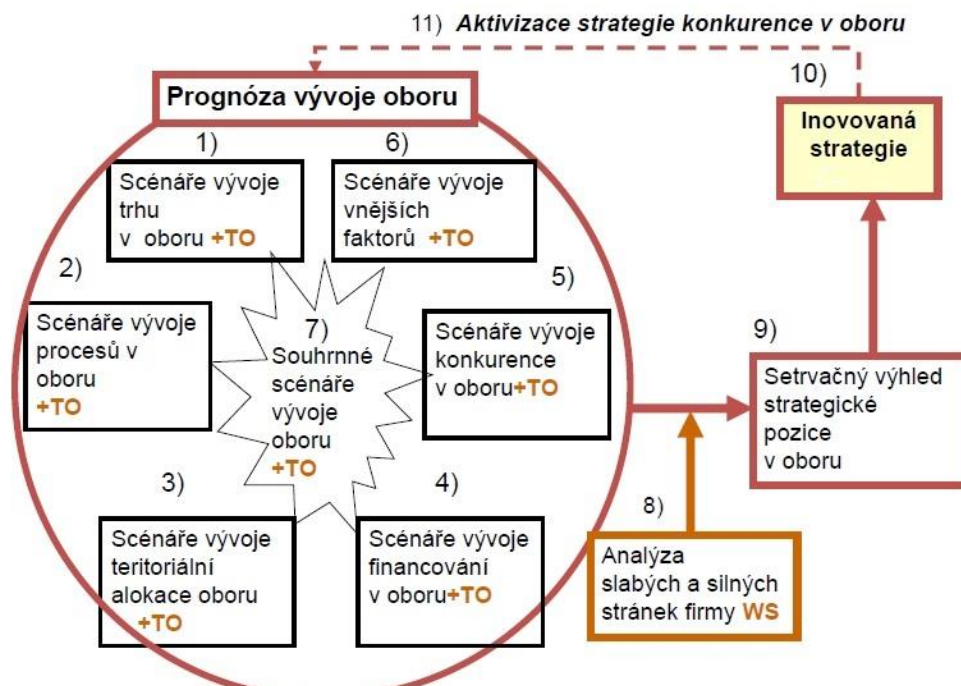 11) Aktivizace strategie konkurence v oboru
Prognóza vývoje oboru
1)
Scénáře vývoje
trhu
v oboru +TO
6)
Scénáře vývoje
vnějších
faktorů +TO
2)
Scénáře vývoje
procesů v
oboru
+TO
7)
Souhrnné
scénáře
vývoje
oboru
+TO
5)
Scénáře vývoje
konkurence
v oboru+TO
3)
Scénáře vývoje
teritoriální
alokace oboru
+TO
4)
Scénáře vývoje
financování
v oboru+TO
8)
Analýza
slabých a silných
stránek firmy WS
9)
Setrvačný výhled
strategické
pozice
v oboru
10)
Inovovaná
strategie